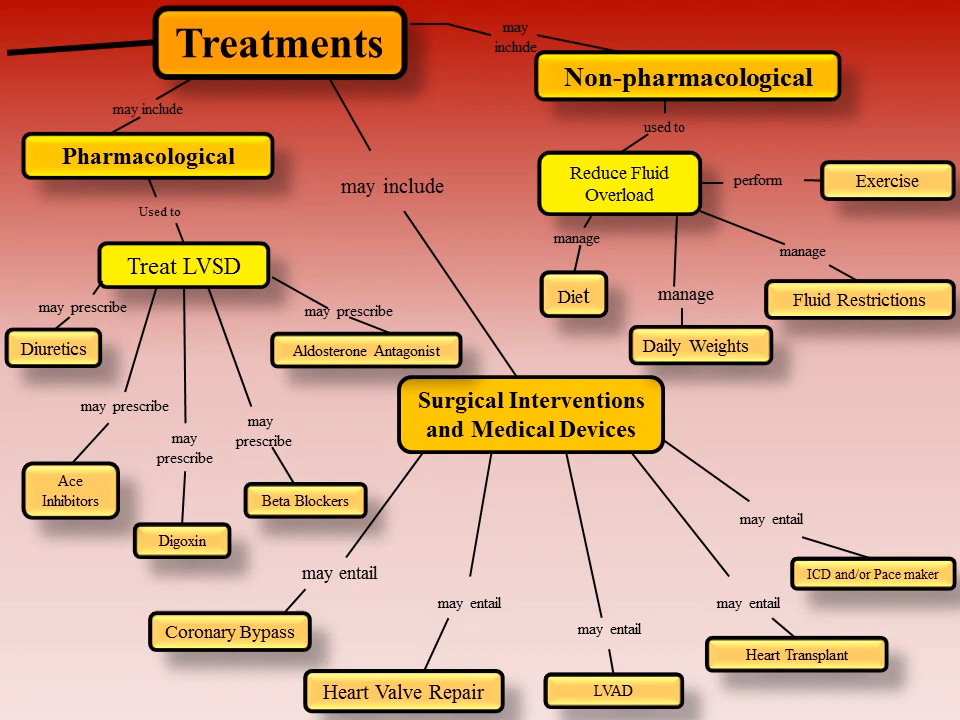 Treatments
may
include
Non-pharmacological
may include
used to
Pharmacological
Reduce Fluid
Overload
perform
Exercise
may include
Used to
manage
manage
Treat LVSD
Diet
manage
Fluid Restrictions
may prescribe
may prescribe
Diuretics
Aldosterone Antagonist
Daily Weights
Surgical Interventions
and Medical Devices
may prescribe
may
prescribe
may
prescribe
Ace
Inhibitors
Beta Blockers
Digoxin
may entail
may entail
ICD and/or Pace maker
may entail
may entail
may entail
Coronary Bypass
Heart Transplant
Heart Valve Repair
LVAD